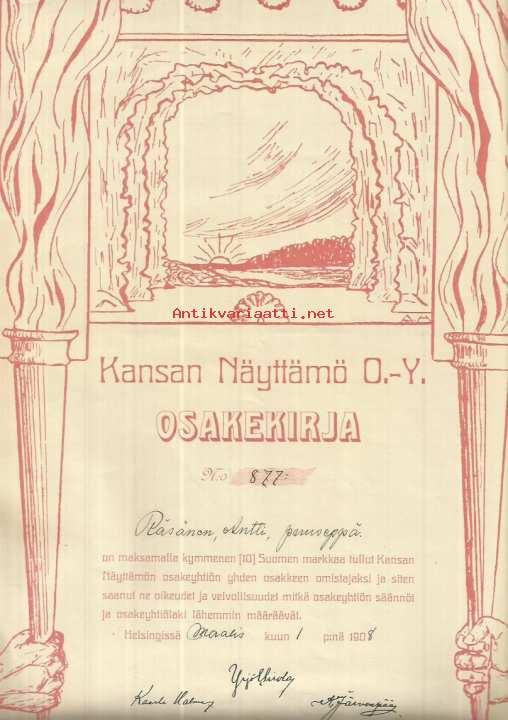 Antikvariaatti.net
Kansan Näyttämö O.-Y.
OSAKEKIRJA
N:o 877:
Räsänen, Antti, puuseppä.
on maksamalla kymmenen [10] Suomen markkaa tullut Kansan
Näyttämön osakeyhtiön yhden osakkeen omistajaksi ja siten
saanut ne oikeudet ja velvollisuudet mitkä osakeyhtiön säännöt
ja osakeyhtiölaki lähemmin määräävät.
Helsingissä Maalis kuun 1 p:nä 1908
A. Järvenpää